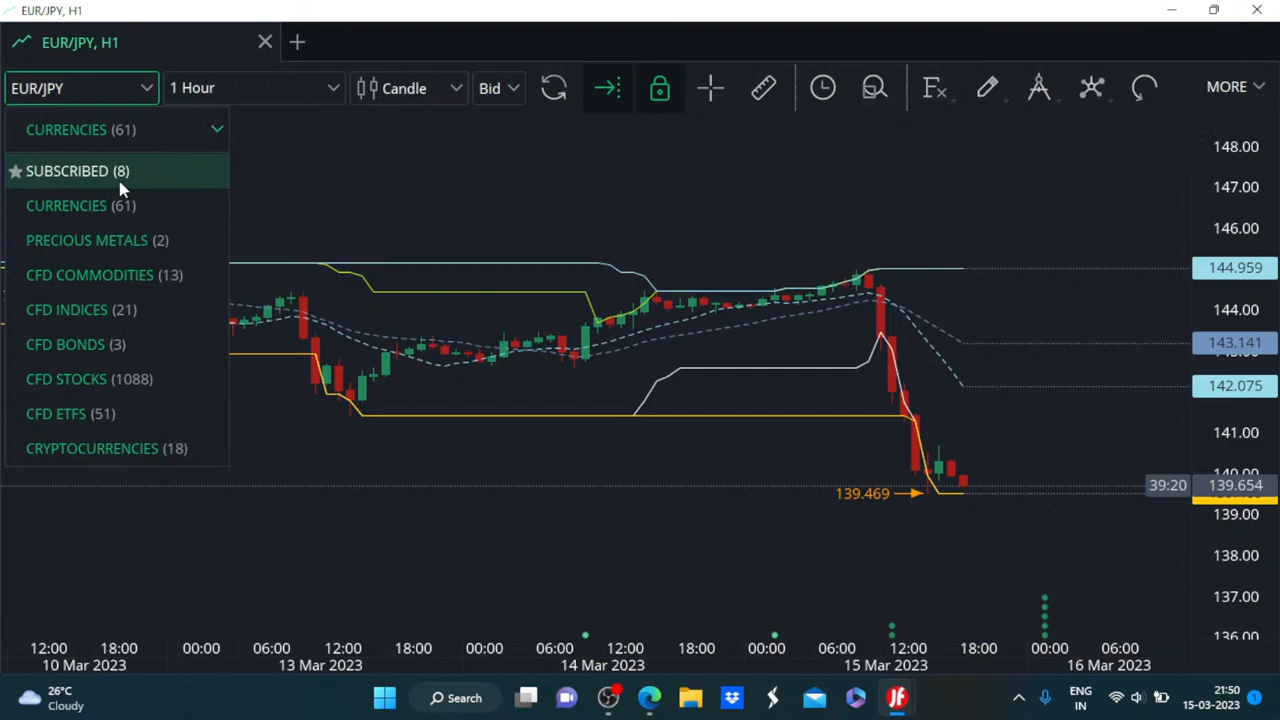 EUR/JPY, H1
EUR/JPY, H1
EUR/JPY
1 Hour
Candle
Bid
MORE
CURRENCIES (61)
SUBSCRIBED (8)
CURRENCIES (61)
PRECIOUS METALS (2)
CFD COMMODITIES (13)
CFD INDICES (21)
CFD BONDS (3)
CFD STOCKS (1088)
CFD ETFS (51)
CRYPTOCURRENCIES (18)
148.00
147.00
146.00
144.959
144.00
143.141
142.075
141.00
140.00
39:20 139.654
139.469
139.00
138.00
137.00
136.00
12:00 18:00 00:00 06:00 12:00 18:00 00:00 06:00 12:00 18:00 00:00 06:00 12:00 18:00 00:00 06:00
10 Mar 2023 13 Mar 2023 14 Mar 2023 15 Mar 2023 16 Mar 2023
26°C
Cloudy
Search
ENG
IN
21:50
15-03-2023
1